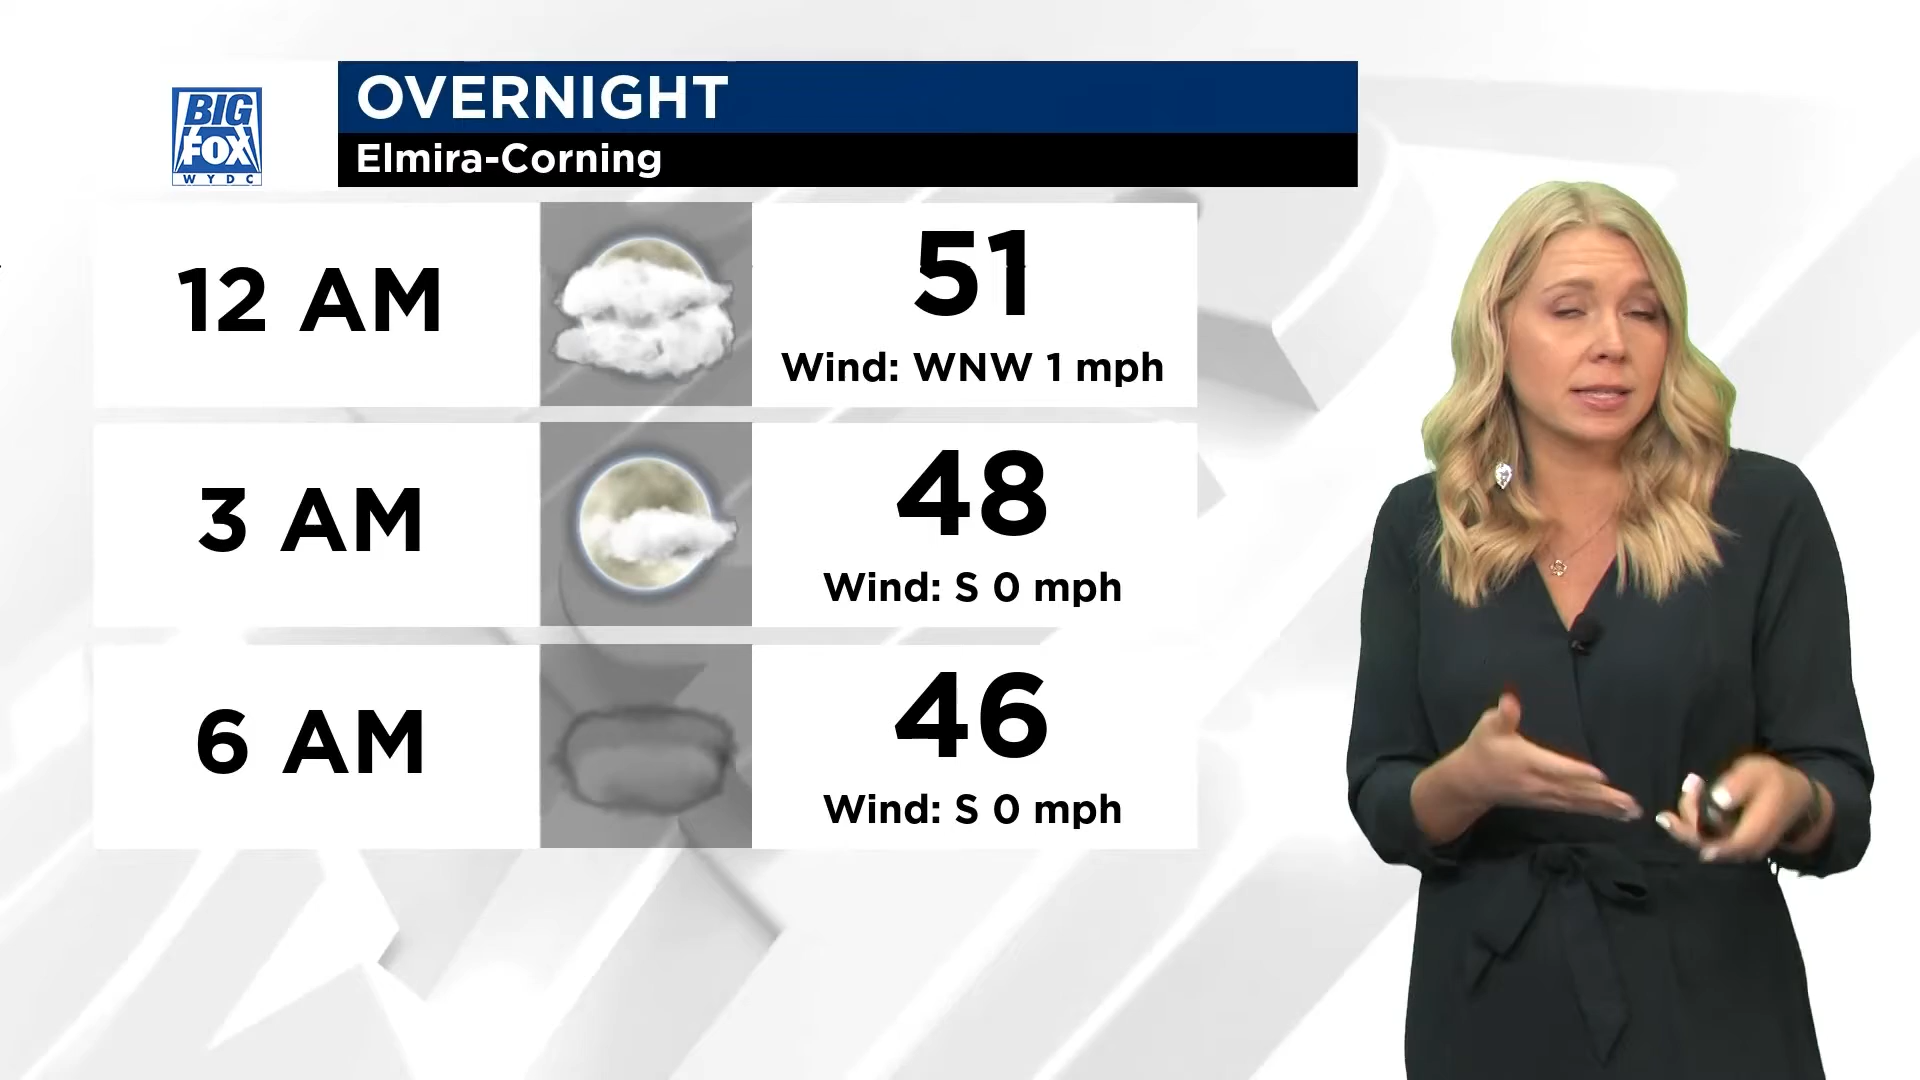 BIG
FOX
WYDC
OVERNIGHT
Elmira-Corning
12 AM
51
Wind: WNW 1 mph
3 AM
48
Wind: S 0 mph
6 AM
46
Wind: S 0 mph